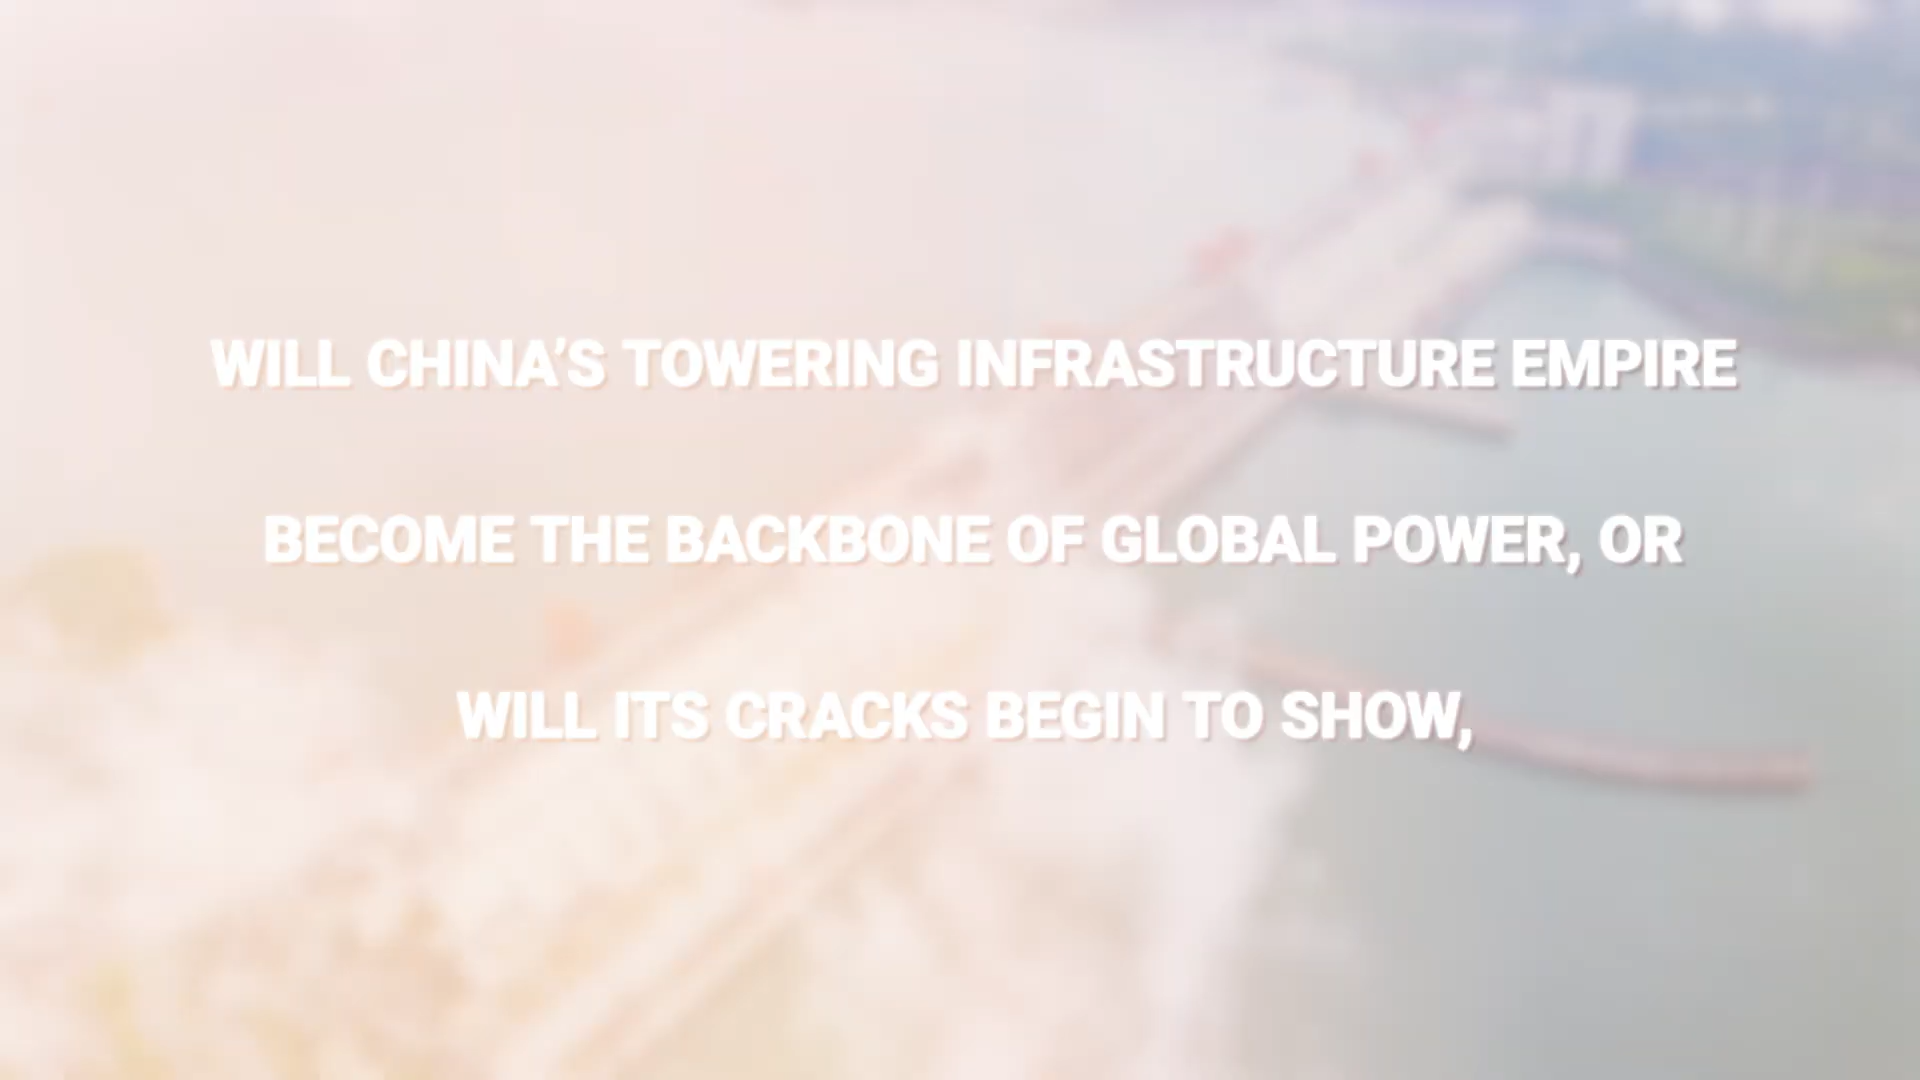 WILL CHINA’S TOWERING INFRASTRUCTURE EMPIRE
BECOME THE BACKBONE OF GLOBAL POWER, OR
WILL ITS CRACKS BEGIN TO SHOW,